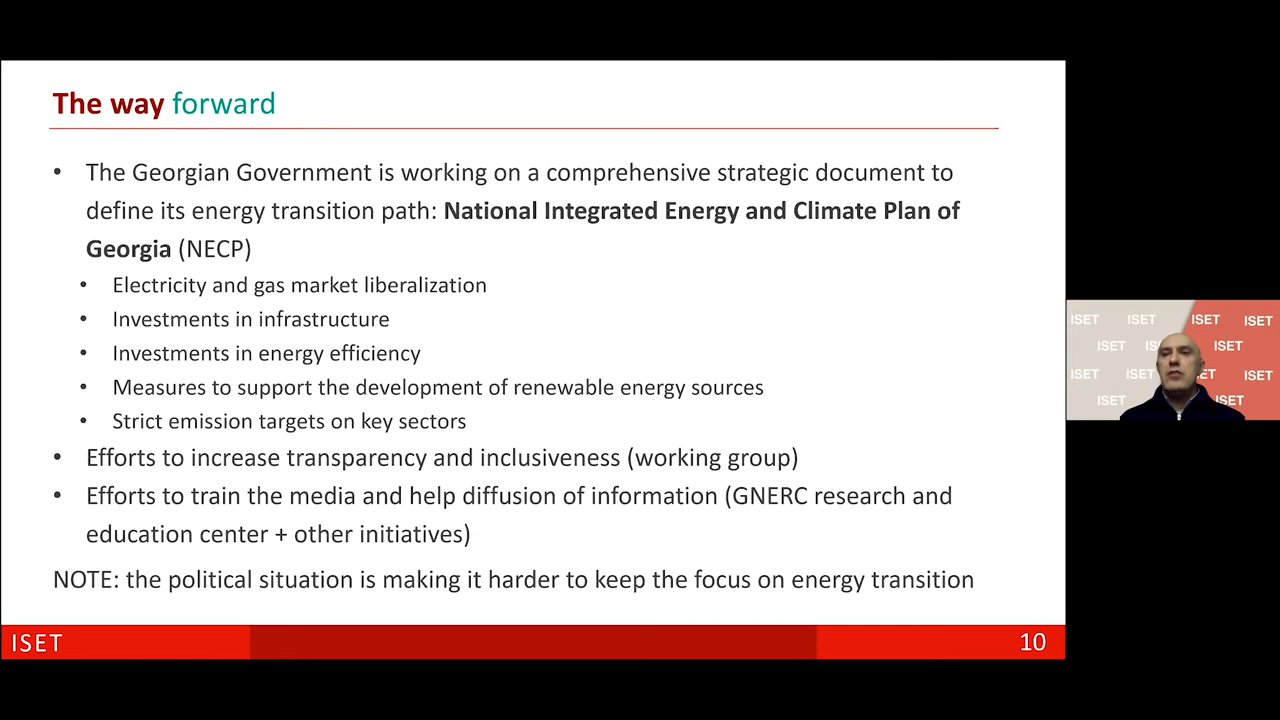 The way forward
• The Georgian Government is working on a comprehensive strategic document to
define its energy transition path: National Integrated Energy and Climate Plan of
Georgia (NECP)
• Electricity and gas market liberalization
• Investments in infrastructure
• Investments in energy efficiency
• Measures to support the development of renewable energy sources
• Strict emission targets on key sectors
• Efforts to increase transparency and inclusiveness (working group)
• Efforts to train the media and help diffusion of information (GNERC research and
education center + other initiatives)
NOTE: the political situation is making it harder to keep the focus on energy transition
ISET 10
ISET ISET ISET ISET
ISET ISET
ISET ISET ISET
ISET ISET